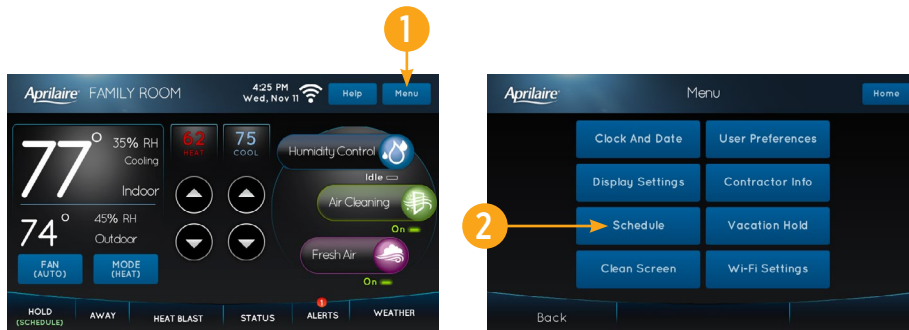 1
Aprilaire FAMILY ROOM
4:25 PM
Wed, Nov 11
Help
Menu
77°
35% RH
Cooling
Indoor
74°
45% RH
Outdoor
FAN
(AUTO)
MODE
(HEAT)
62
HEAT
75
COOL
Humidity Control
Idle
Air Cleaning
On
Fresh Air
On
HOLD
(SCHEDULE)
AWAY
HEAT BLAST
STATUS
1
ALERTS
WEATHER
Aprilaire
Menu
Home
Clock And Date
User Preferences
Display Settings
Contractor Info
2
Schedule
Vacation Hold
Clean Screen
Wi-Fi Settings
Back